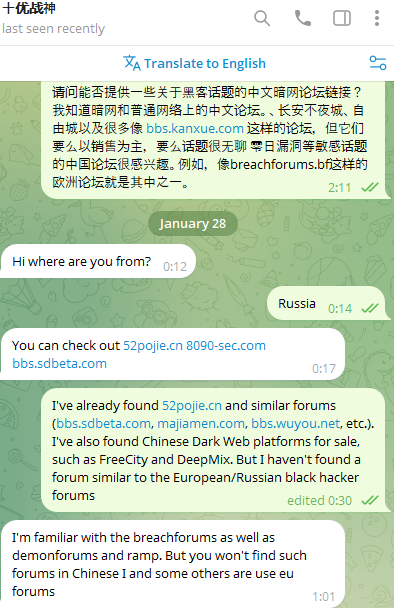 十优战神
last seen recently
Translate to English
请问能否提供一些关于黑客话题的中文暗网论坛链接？
我知道暗网和普通网络上的中文论坛。、长安不夜城、自
由城以及很多像 bbs.kanxue.com 这样的论坛，但它们
要么以销售为主，要么话题很无聊 零日漏洞等敏感话题
的中国论坛很感兴趣。例如，像breachforums.bf这样的
欧洲论坛就是其中之一。
2:11
January 28
Hi where are you from?
0:12
Russia
0:14
You can check out 52pojie.cn 8090-sec.com
bbs.sdbeta.com
0:17
I've already found 52pojie.cn and similar forums
(bbs.sdbeta.com, majiamen.com, bbs.wuyou.net, etc.).
I've also found Chinese Dark Web platforms for sale,
such as FreeCity and DeepMix. But I haven't found a
forum similar to the European/Russian black hacker
forums
edited 0:30
I'm familiar with the breachforums as well as
demonforums and ramp. But you won't find such
forums in Chinese I and some others are use eu
forums
1:01